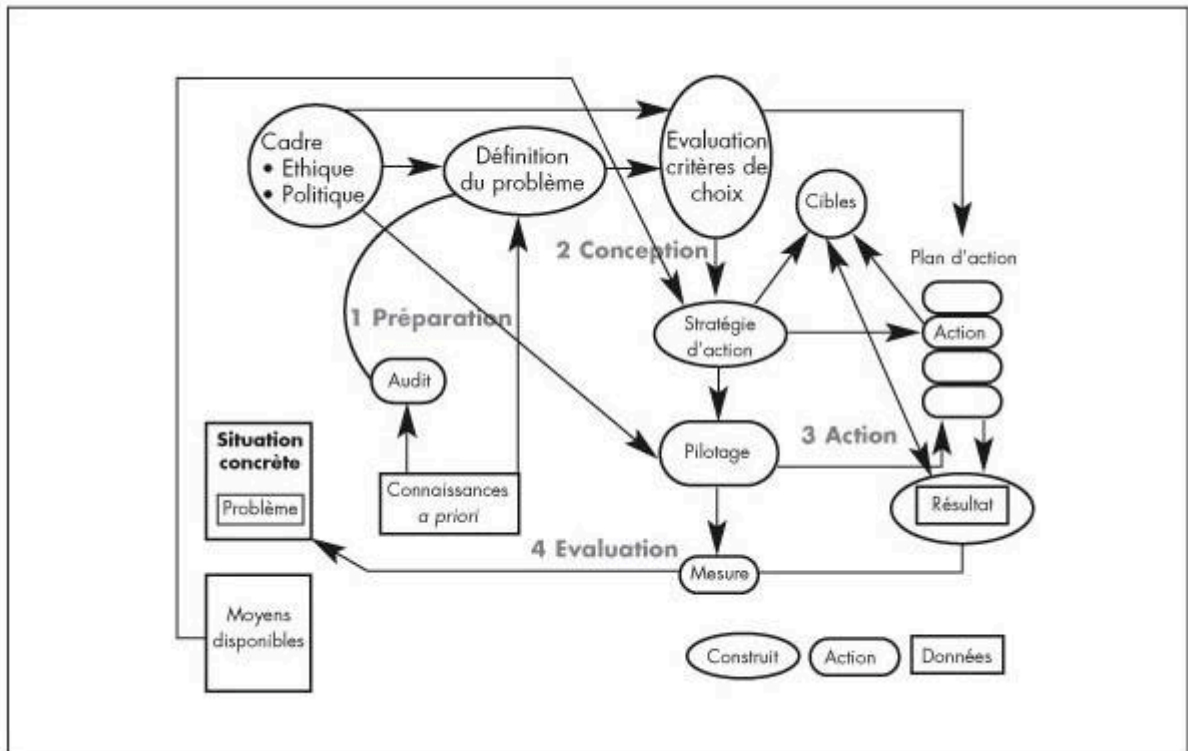 Cadre
• Ethique
• Politique
Définition
du problème
Evaluation
critères de
choix
Cibles
Plan d'action
2 Conception
1 Préparation
Stratégie
d'action
Action
Audit
Pilotage
3 Action
Situation
concrète
Problème
Connaissances
a priori
Résultat
4 Evaluation
Mesure
Moyens
disponibles
Construit
Action
Données